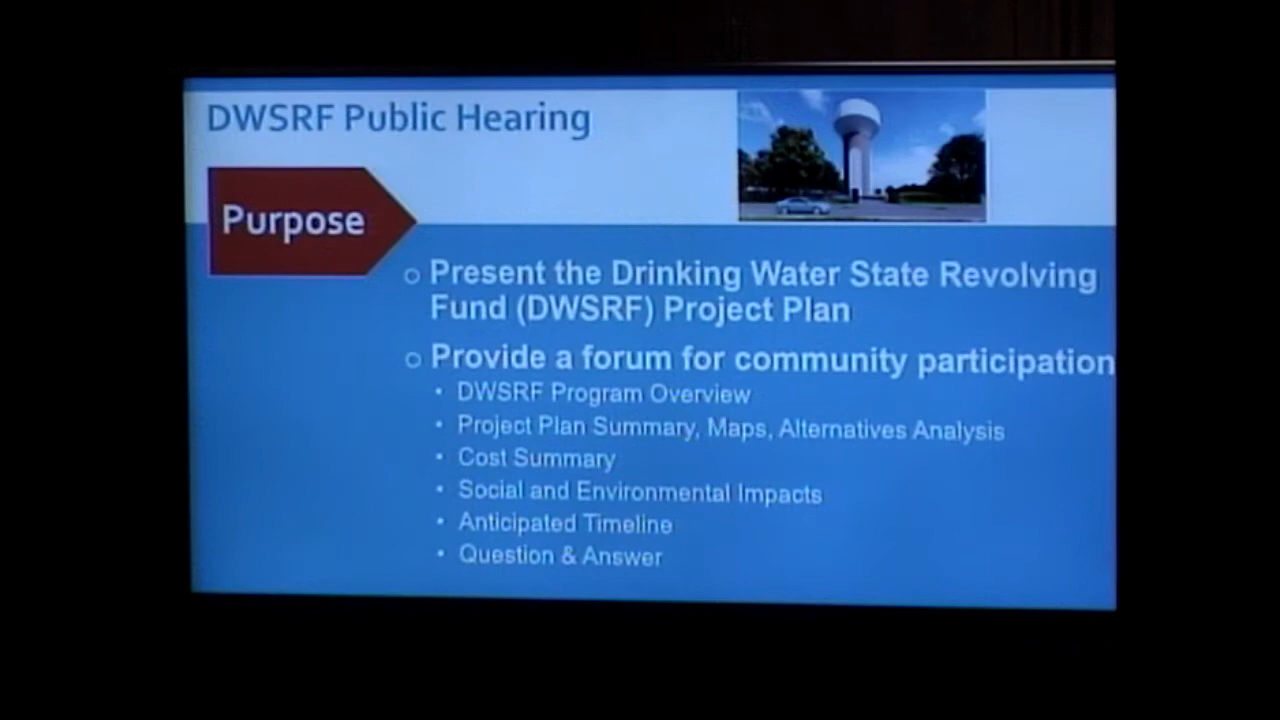 DWSRF Public Hearing
Purpose
○ Present the Drinking Water State Revolving
Fund (DWSRF) Project Plan
○ Provide a forum for community participation
• DWSRF Program Overview
• Project Plan Summary, Maps, Alternatives Analysis
• Cost Summary
• Social and Environmental Impacts
• Anticipated Timeline
• Question & Answer